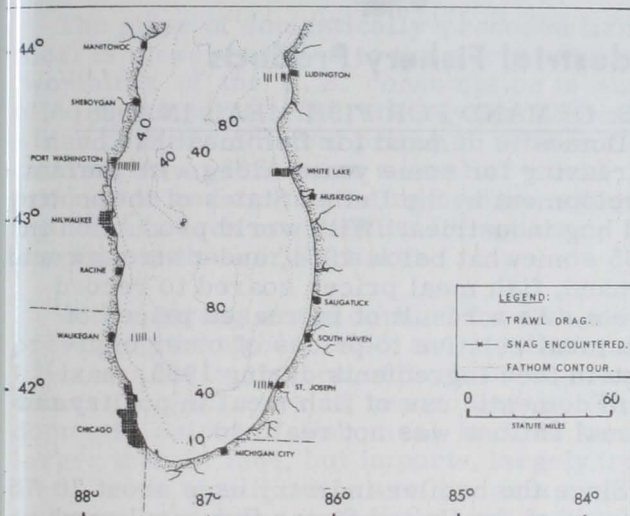 44°
MANITOWOC
LUDINGTON
SHEBOYGAN
40
80
PORT WASHINGTON
40
40
WHITE LAKE
MUSKEGON
43°
MILWAUKEE
RACINE
80
SAUGATUCK
WAUKEGAN
SOUTH HAVEN
42°
40
ST. JOSEPH
CHICAGO
10
MICHIGAN CITY
LEGEND:
TRAWL DRAG.
SNAG ENCOUNTERED.
FATHOM CONTOUR.
0 60
STATUTE MILES
88° 87° 86° 85° 84°